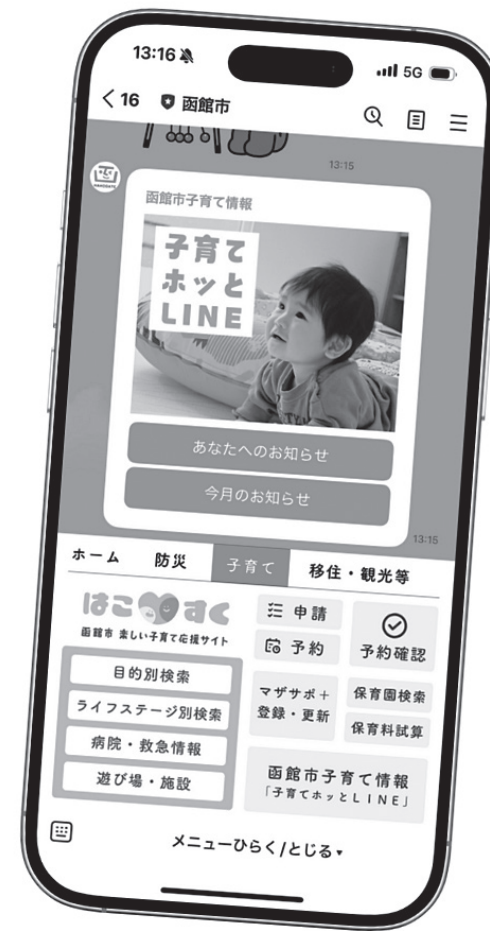 13:16
5G
16 函館市
13:15
函館市子育て情報
子育て
ホッと
LINE
あなたへのお知らせ
今月のお知らせ
13:15
ホーム 防災 子育て 移住・観光等
はこすく
函館市 楽しい子育て応援サイト
目的別検索
ライフステージ別検索
病院・救急情報
遊び場・施設
申請
予約
予約確認
マザサポ+
登録・更新
保育園検索
保育料試算
函館市子育て情報
「子育てホッとLINE」
メニューひらく/とじる▾